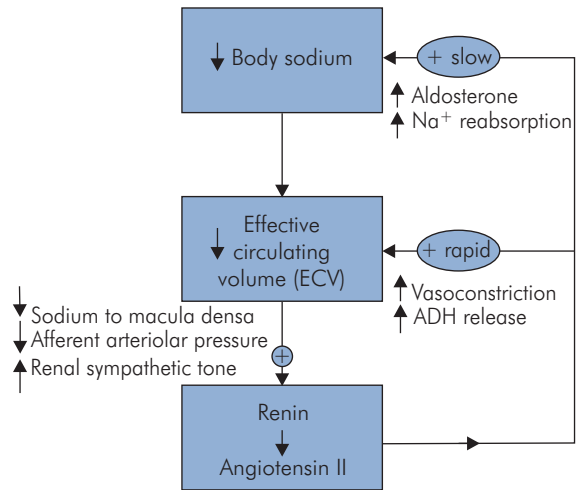 Body sodium
+ slow
Aldosterone
Na⁺ reabsorption
Effective
circulating
volume (ECV)
+ rapid
Vasoconstriction
ADH release
Sodium to macula densa
Afferent arteriolar pressure
Renal sympathetic tone
+
Renin
Angiotensin II